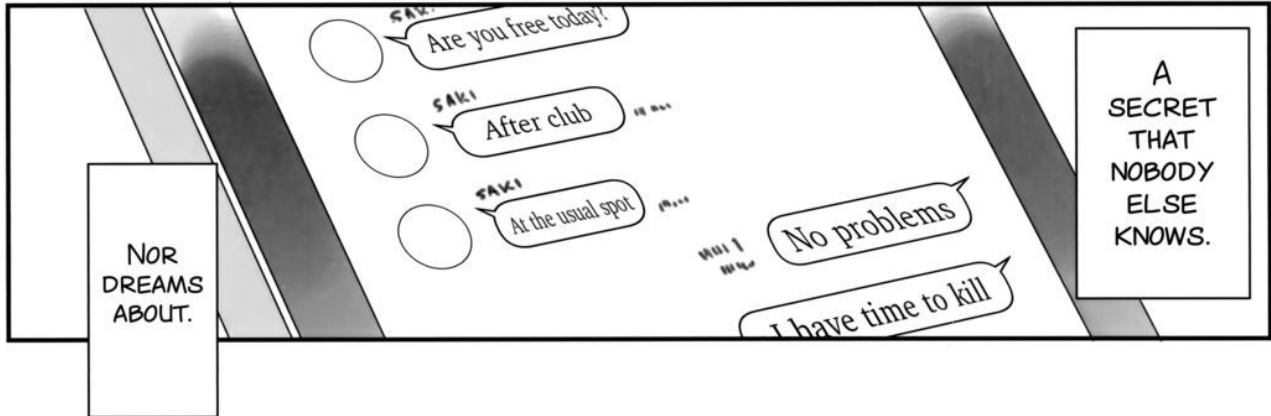 A
SECRET
THAT
NOBODY
ELSE
KNOWS.
SAKI
Are you free today?
SAKI
After club
SAKI
At the usual spot
No problems
I have time to kill
NOR
DREAMS
ABOUT.